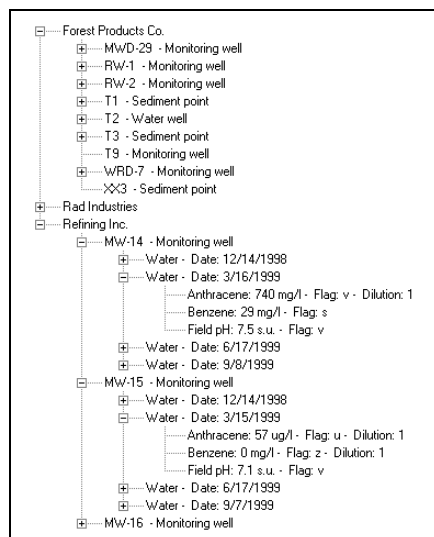 Forest Products Co.
MWD-29 - Monitoring well
RW-1 - Monitoring well
RW-2 - Monitoring well
T1 - Sediment point
T2 - Water well
T3 - Sediment point
T9 - Monitoring well
WRD-7 - Monitoring well
XX3 - Sediment point
Rad Industries
Refining Inc.
MW-14 - Monitoring well
Water - Date: 12/14/1998
Water - Date: 3/16/1999
Anthracene: 740 mg/l - Flag: v - Dilution: 1
Benzene: 29 mg/l - Flag: s
Field pH: 7.5 s.u. - Flag: v
Water - Date: 6/17/1999
Water - Date: 9/8/1999
MW-15 - Monitoring well
Water - Date: 12/14/1998
Water - Date: 3/15/1999
Anthracene: 57 ug/l - Flag: u - Dilution: 1
Benzene: 0 mg/l - Flag: z - Dilution: 1
Field pH: 7.1 s.u. - Flag: v
Water - Date: 6/17/1999
Water - Date: 9/7/1999
MW-16 - Monitoring well